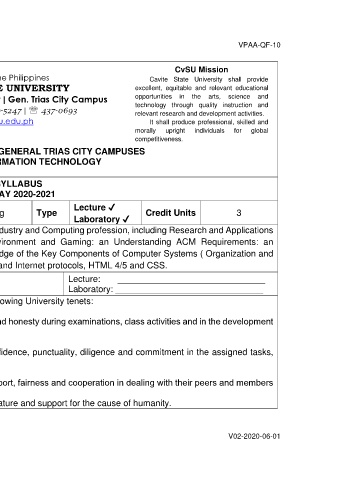 VPAA-QF-10
he Philippines
E UNIVERSITY
| Gen. Trias City Campus
-5247 | ☏ 437-0693
u.edu.ph
CvSU Mission
Cavite State University shall provide
excellent, equitable and relevant educational
opportunities in the arts, science and
technology through quality instruction and
relevant research and development activities.
It shall produce professional, skilled and
morally upright individuals for global
competitiveness.
GENERAL TRIAS CITY CAMPUSES
RMATION TECHNOLOGY
SYLLABUS
AY 2020-2021
g Type Lecture ✓ Laboratory ✓ Credit Units 3
dustry and Computing profession, including Research and Applications
vironment and Gaming: an Understanding ACM Requirements: an
dge of the Key Components of Computer Systems ( Organization and
and Internet protocols, HTML 4/5 and CSS.
Lecture:
Laboratory:
owing University tenets:
d honesty during examinations, class activities and in the development
fidence, punctuality, diligence and commitment in the assigned tasks,
port, fairness and cooperation in dealing with their peers and members
ature and support for the cause of humanity.
V02-2020-06-01